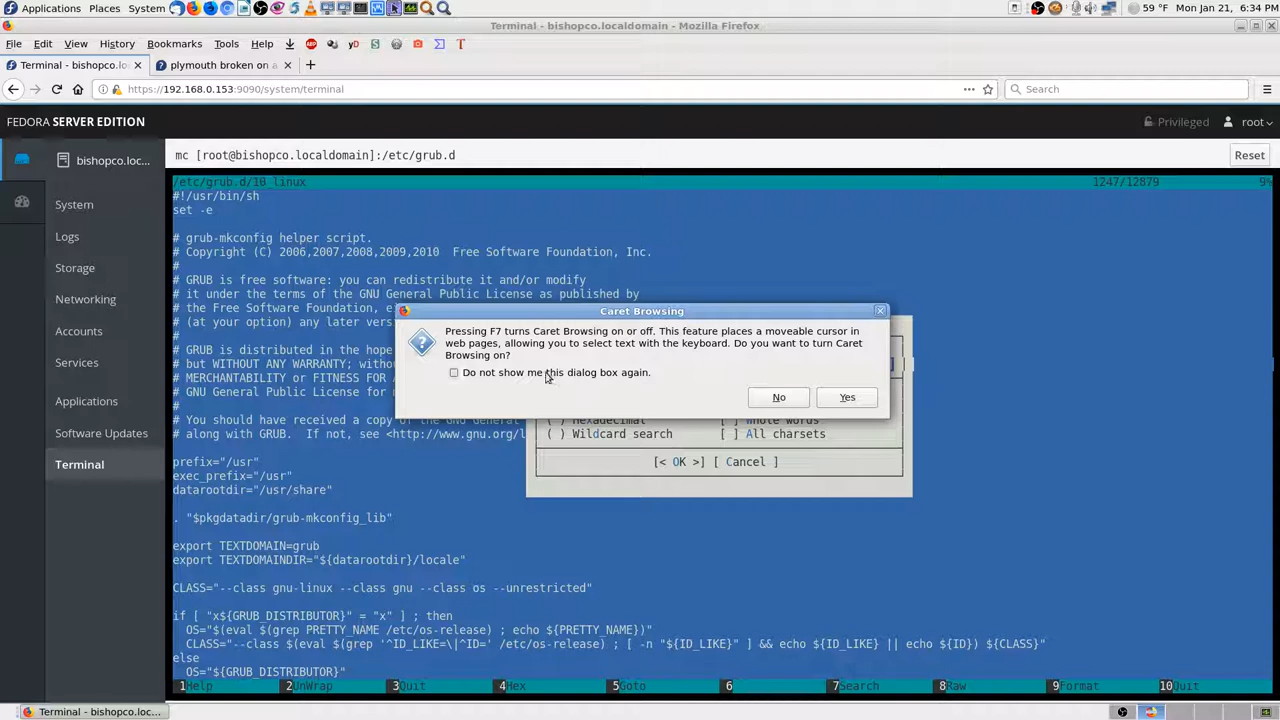 Applications Places System 59 °F Mon Jan 21, 6:34 PM
Terminal - bishopco.localdomain - Mozilla Firefox
File Edit View History Bookmarks Tools Help
Terminal - bishopco.lo plymouth broken on a
https://192.168.0.153:9090/system/terminal Search
FEDORA SERVER EDITION Privileged root
bishopco.locald... mc [root@bishopco.localdomain]:/etc/grub.d Reset
/etc/grub.d/10_linux 1247/12879 9%
#!/usr/bin/sh
set -e
# grub-mkconfig helper script.
# Copyright (C) 2006,2007,2008,2009,2010 Free Software Foundation, Inc.
#
# GRUB is free software: you can redistribute it and/or modify
# it under the terms of the GNU General Public License as published by
# the Free Software Foundation, e
# (at your option) any later vers
#
# GRUB is distributed in the hope
# but WITHOUT ANY WARRANTY; withou
# MERCHANTABILITY or FITNESS FOR
# GNU General Public License for
#
# You should have received a copy of the GNU General
# along with GRUB. If not, see <http://www.gnu.org/l
prefix="/usr"
exec_prefix="/usr"
datarootdir="/usr/share"
. "$pkgdatadir/grub-mkconfig_lib"
export TEXTDOMAIN=grub
export TEXTDOMAINDIR="${datarootdir}/locale"
CLASS="--class gnu-linux --class gnu --class os --unrestricted"
if [ "x${GRUB_DISTRIBUTOR}" = "x" ] ; then
OS="$(eval $(grep PRETTY_NAME /etc/os-release) ; echo ${PRETTY_NAME})"
CLASS="--class $(eval $(grep '^ID_LIKE=\|^ID=' /etc/os-release) ; [ -n "${ID_LIKE}" ] && echo ${ID_LIKE} || echo ${ID}) ${CLASS}"
else
OS="${GRUB_DISTRIBUTOR}"
1Help 2UnWrap 3Quit 4Hex 5Goto 6 7Search 8Raw 9Format 10Quit
System
Logs
Storage
Networking
Accounts
Services
Applications
Software Updates
Terminal
Caret Browsing
Pressing F7 turns Caret Browsing on or off. This feature places a moveable cursor in
web pages, allowing you to select text with the keyboard. Do you want to turn Caret
Browsing on?
Do not show me this dialog box again.
No Yes
( ) Hexadecimal [ ] Whole words
( ) Wildcard search [ ] All charsets
[< OK >] [ Cancel ]
Terminal - bishopco.loc...